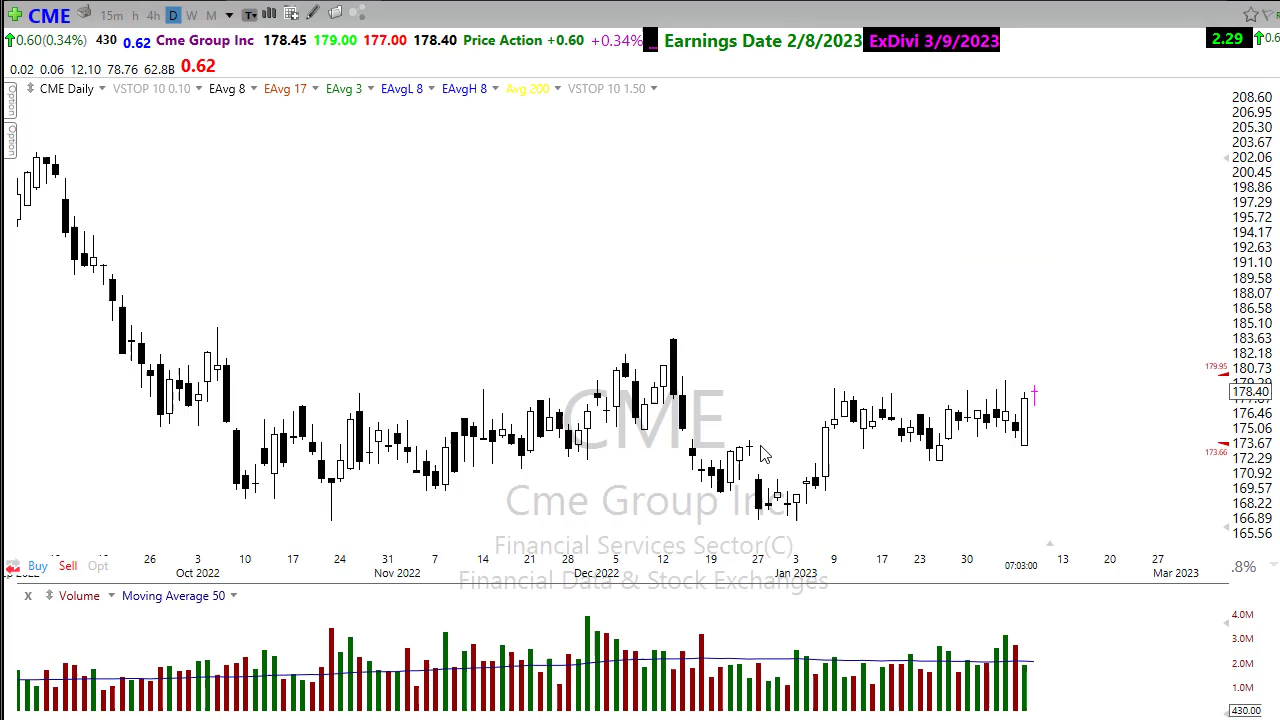 CME 15m h 4h D W M T
0.60(0.34%) 430 0.62 Cme Group Inc 178.45 179.00 177.00 178.40 Price Action +0.60 +0.34% ... Earnings Date 2/8/2023 ExDivi 3/9/2023 2.29
0.02 0.06 12.10 78.76 62.8B 0.62
Option
Option
CME Daily VSTOP 10 0.10 EAvg 8 EAvg 17 EAvg 3 EAvgL 8 EAvgH 8 Avg 200 VSTOP 10 1.50
208.60
206.95
205.30
203.67
202.06
200.45
198.86
197.29
195.72
194.17
192.63
191.10
189.58
188.07
186.58
185.10
183.63
182.18
179.95
180.73
178.40
176.46
175.06
173.67
173.66
172.29
170.92
169.57
168.22
166.89
165.56
CME
Cme Group Inc
Financial Services Sector(C)
Financial Data & Stock Exchanges
26 3 10 17 24 31 7 14 21 28 5 12 19 27 3 9 17 23 30 07:03:00 13 20 27
Buy Sell Opt
Oct 2022 Nov 2022 Dec 2022 Jan 2023 Mar 2023
.8%
X Volume Moving Average 50
4.0M
3.0M
2.0M
1.0M
430.00